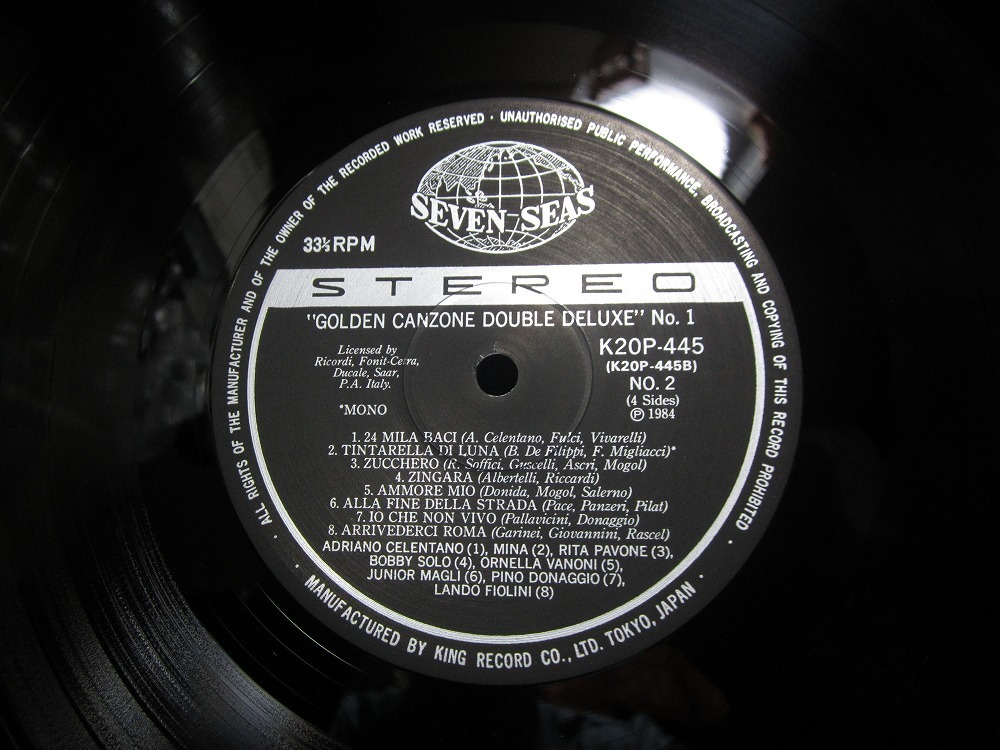 ALL RIGHTS OF THE MANUFACTURER AND OF THE OWNER OF THE RECORDED WORK RESERVED · UNAUTHORISED PUBLIC PERFORMANCE, BROADCASTING AND COPYING OF THIS RECORD PROHIBITED ·
SEVEN SEAS
33⅓RPM
STEREO
"GOLDEN CANZONE DOUBLE DELUXE" No. 1
Licensed by
Ricordi, Fonit-Cetra,
Ducale, Saar,
P.A. Italy.
*MONO
K20P-445
(K20P-445B)
NO. 2
(4 Sides)
Ⓟ 1984
1. 24 MILA BACI (A. Celentano, Fulci, Vivarelli)
2. TINTARELLA DI LUNA (B. De Filippi, F. Migliacci)*
3. ZUCCHERO (R. Soffici, Guscelli, Ascri, Mogol)
4. ZINGARA (Albertelli, Riccardi)
5. AMMORE MIO (Donida, Mogol, Salerno)
6. ALLA FINE DELLA STRADA (Pace, Panzeri, Pilat)
7. IO CHE NON VIVO (Pallavicini, Donaggio)
8. ARRIVEDERCI ROMA (Garinei, Giovannini, Rascel)
ADRIANO CELENTANO (1), MINA (2), RITA PAVONE (3),
BOBBY SOLO (4), ORNELLA VANONI (5),
JUNIOR MAGLI (6), PINO DONAGGIO (7),
LANDO FIOLINI (8)
· MANUFACTURED BY KING RECORD CO., LTD. TOKYO, JAPAN ·